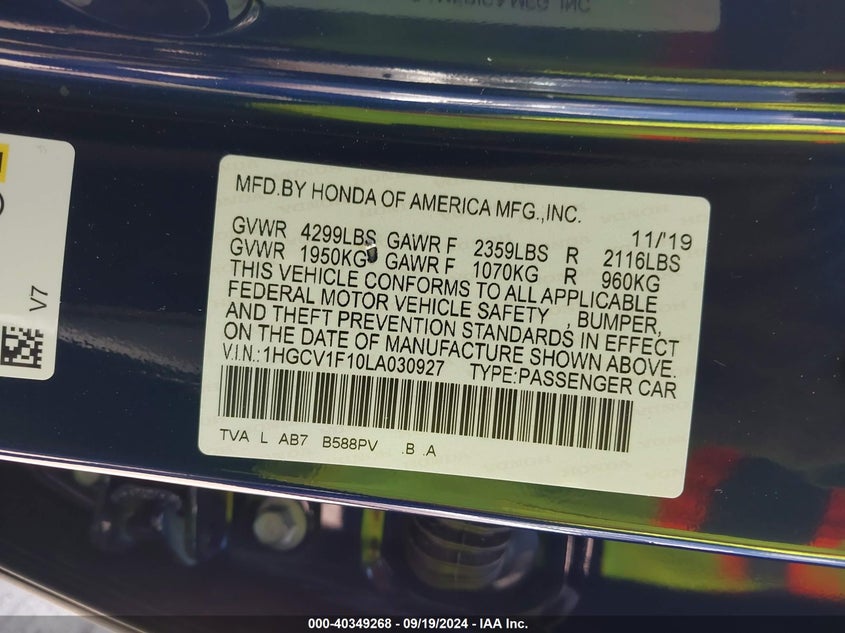 MFD.BY HONDA OF AMERICA MFG.,INC.
11/'19
GVWR 4299LBS GAWR F 2359LBS R 2116LBS
GVWR 1950KG GAWR F 1070KG R 960KG
THIS VEHICLE CONFORMS TO ALL APPLICABLE
FEDERAL MOTOR VEHICLE SAFETY , BUMPER,
AND THEFT PREVENTION STANDARDS IN EFFECT
ON THE DATE OF MANUFACTURE SHOWN ABOVE.
V.I.N.:1HGCV1F10LA030927 TYPE:PASSENGER CAR
TVA L AB7 B588PV .B .A
V7
000-40349268 - 09/19/2024 - IAA Inc.